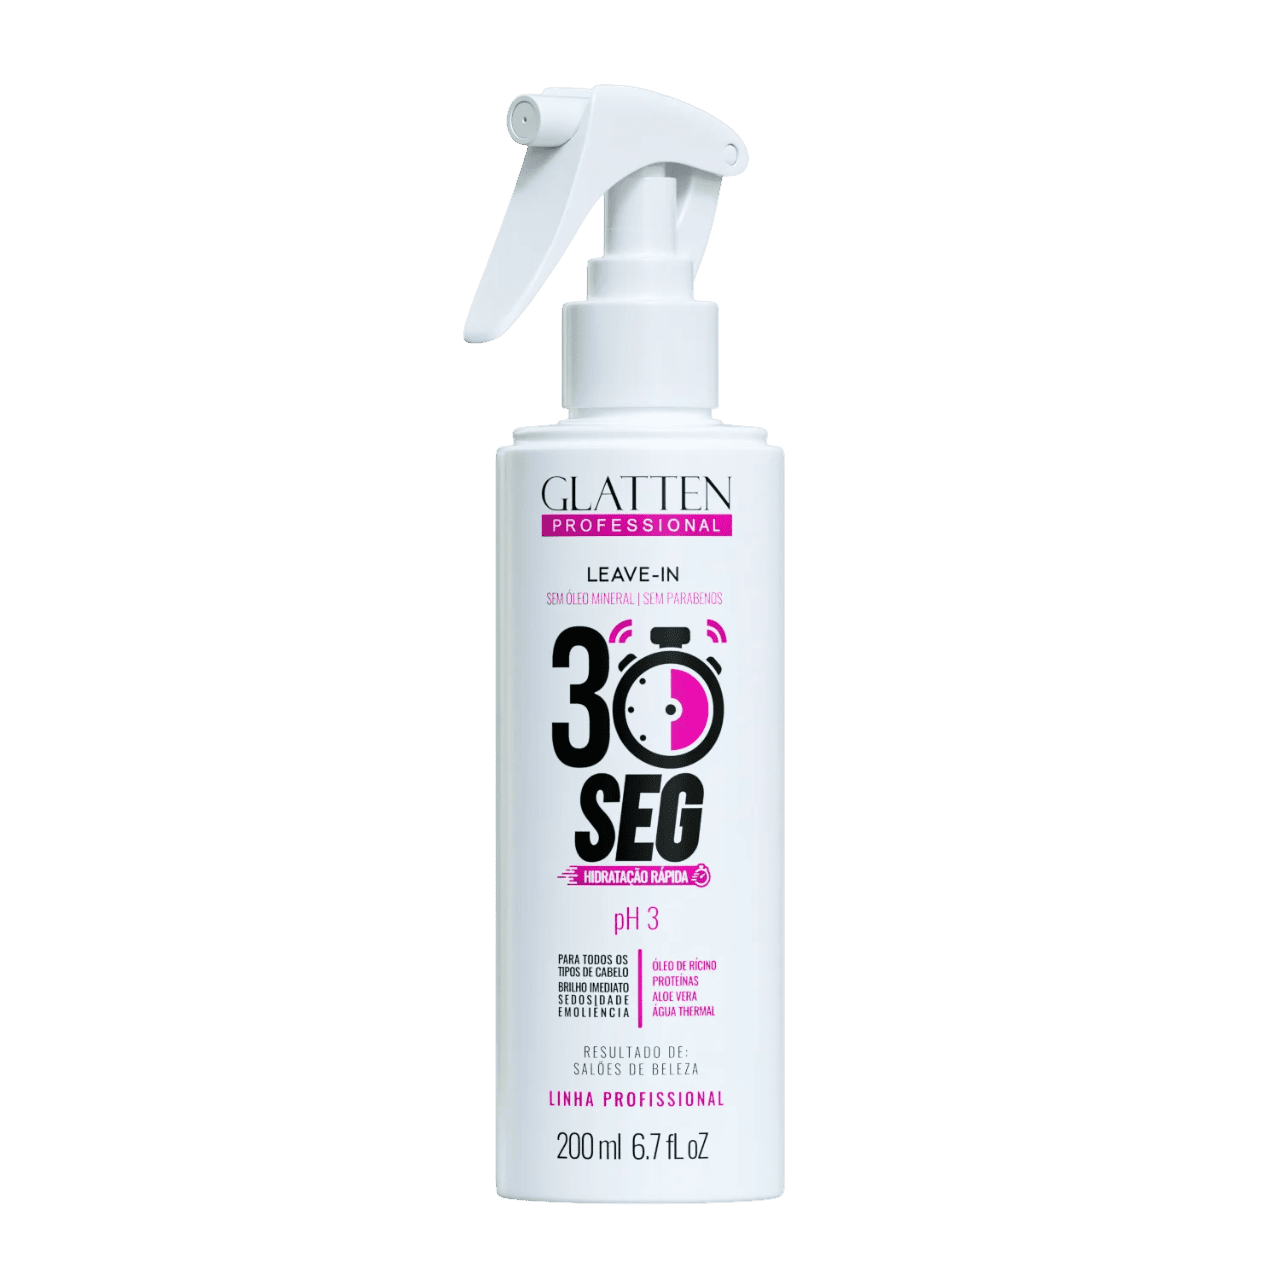 GLATTEN
PROFESSIONAL
LEAVE-IN
SEM ÓLEO MINERAL | SEM PARABENOS
30
SEG
HIDRATAÇÃO RÁPIDA
pH 3
PARA TODOS OS
TIPOS DE CABELO
BRILHO IMEDIATO
SEDOSIDADE
EMOLIÊNCIA
ÓLEO DE RÍCINO
PROTEÍNAS
ALOE VERA
ÁGUA THERMAL
RESULTADO DE:
SALÕES DE BELEZA
LINHA PROFISSIONAL
200 ml 6.7 fL oZ